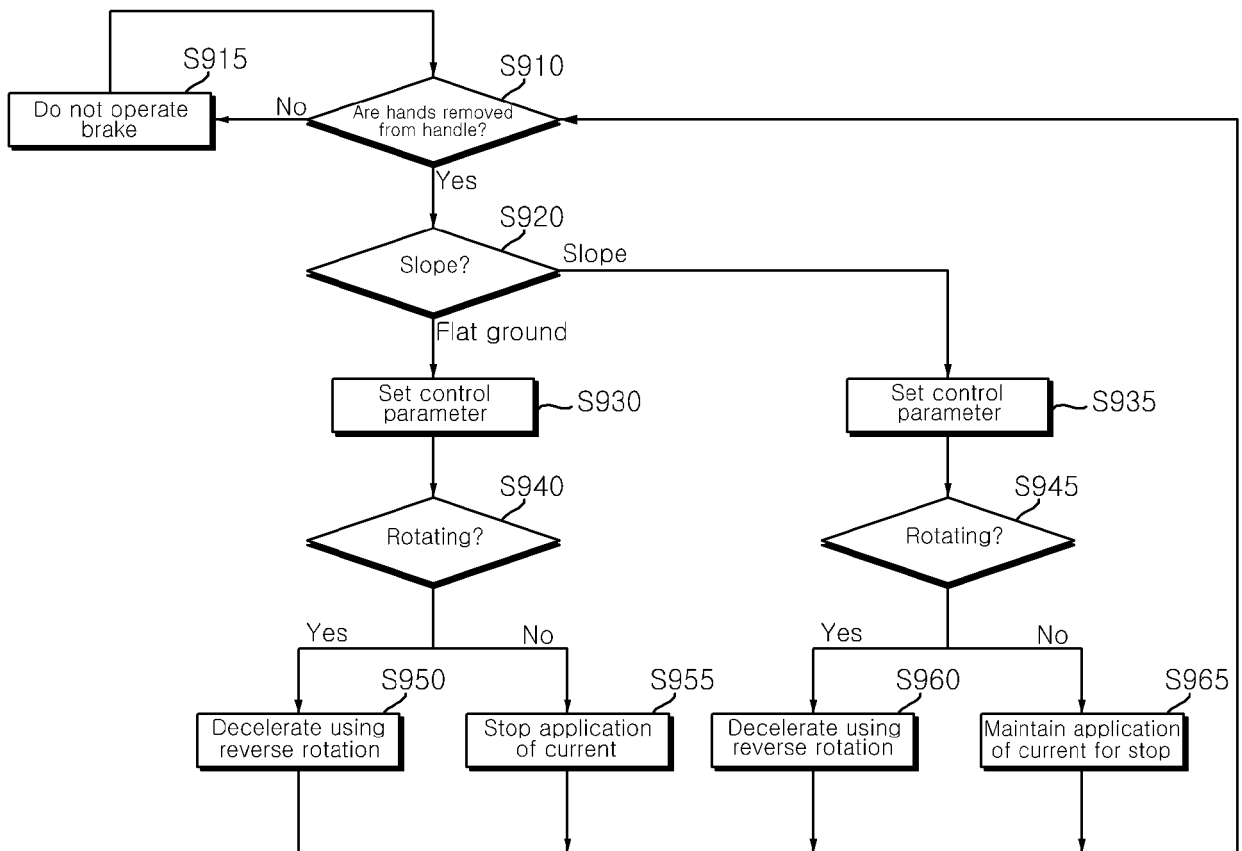 S915
S910
Do not operate
brake
No
Are hands removed
from handle?
Yes
S920
Slope?
Slope
Flat ground
Set control
parameter
S930
Set control
parameter
S935
S940
Rotating?
S945
Rotating?
Yes
No
Yes
No
S950
S955
S960
S965
Decelerate using
reverse rotation
Stop application
of current
Decelerate using
reverse rotation
Maintain application
of current for stop